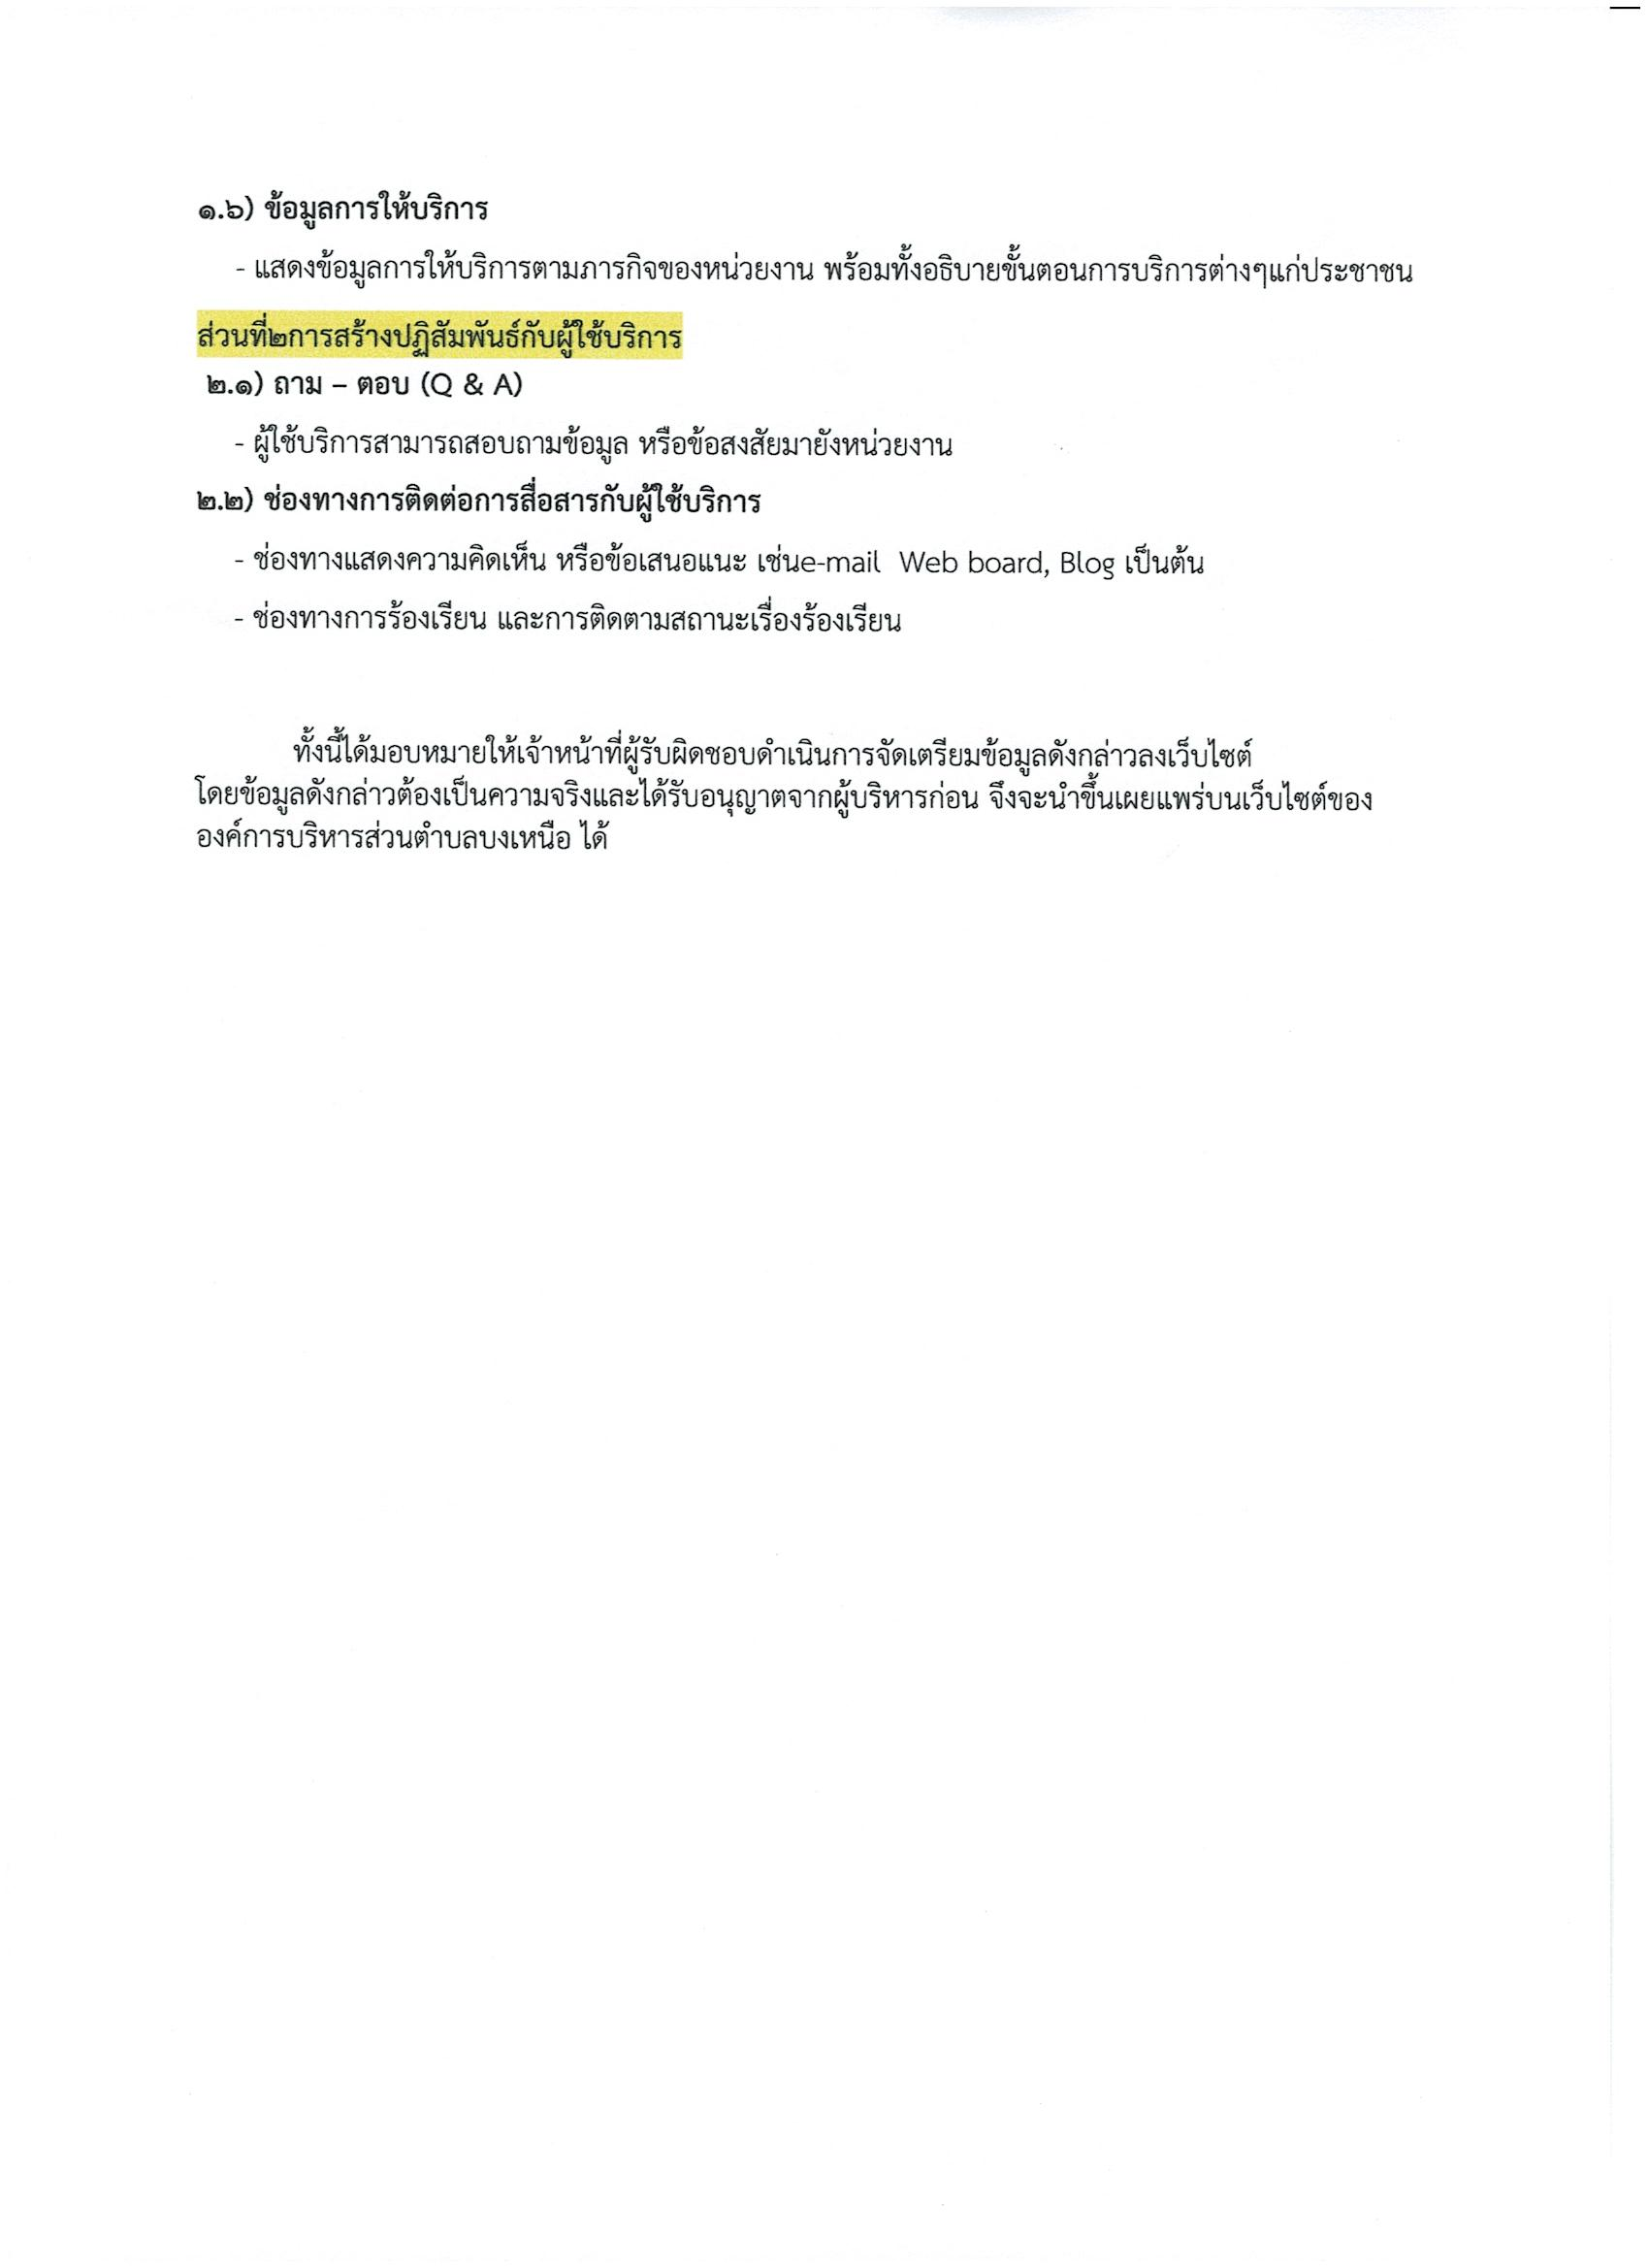 ๑.๖) ข้อมูลการให้บริการ
- แสดงข้อมูลการให้บริการตามภารกิจของหน่วยงาน พร้อมทั้งอธิบายขั้นตอนการบริการต่างๆแก่ประชาชน
ส่วนที่๒การสร้างปฏิสัมพันธ์กับผู้ใช้บริการ
๒.๑) ถาม – ตอบ (Q & A)
- ผู้ใช้บริการสามารถสอบถามข้อมูล หรือข้อสงสัยมายังหน่วยงาน
๒.๒) ช่องทางการติดต่อการสื่อสารกับผู้ใช้บริการ
- ช่องทางแสดงความคิดเห็น หรือข้อเสนอแนะ เช่นe-mail  Web board, Blog เป็นต้น
- ช่องทางการร้องเรียน และการติดตามสถานะเรื่องร้องเรียน
ทั้งนี้ได้มอบหมายให้เจ้าหน้าที่ผู้รับผิดชอบดำเนินการจัดเตรียมข้อมูลดังกล่าวลงเว็บไซต์
โดยข้อมูลดังกล่าวต้องเป็นความจริงและได้รับอนุญาตจากผู้บริหารก่อน จึงจะนำขึ้นเผยแพร่บนเว็บไซต์ของ
องค์การบริหารส่วนตำบลบงเหนือ ได้